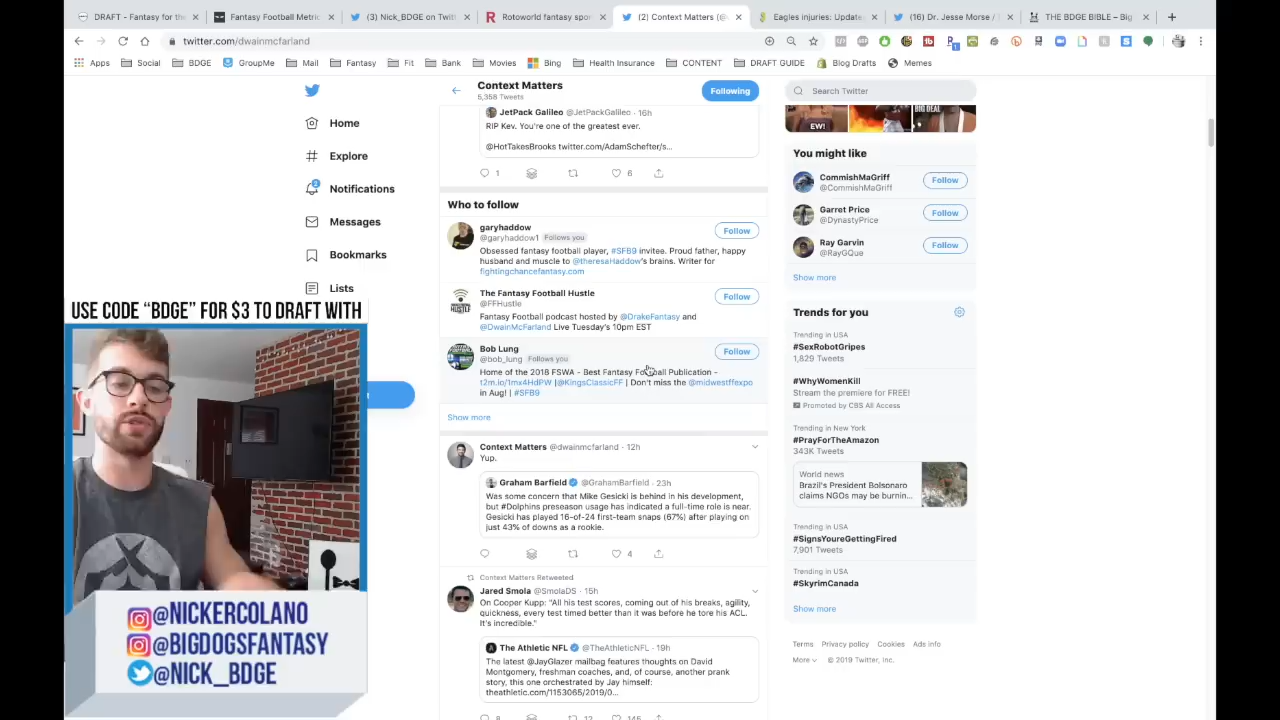 DRAFT - Fantasy for the
Fantasy Football Metric
(3) Nick_BDGE on Twitt
Rotoworld fantasy spor
(2) Context Matters (@
Eagles injuries: Update
(16) Dr. Jesse Morse /
THE BDGE BIBLE – Big
twitter.com/dwainmcfarland
Apps
Social
BDGE
GroupMe
Mail
Fantasy
Fit
Bank
Movies
Bing
Health Insurance
CONTENT
DRAFT GUIDE
Blog Drafts
Memes
Home
Explore
Notifications
2
Messages
Bookmarks
Lists
Context Matters
5,358 Tweets
Following
JetPack Galileo @JetPackGalileo · 16h
RIP Kev. You're one of the greatest ever.
@HotTakesBrooks twitter.com/AdamSchefter/s...
1
6
Who to follow
garyhaddow
@garyhaddow1 Follows you
Follow
Obsessed fantasy football player, #SFB9 invitee. Proud father, happy
husband and muscle to @theresaHaddow's brains. Writer for
fightingchancefantasy.com
The Fantasy Football Hustle
@FFHustle
Follow
Fantasy Football podcast hosted by @DrakeFantasy and
@DwainMcFarland Live Tuesday's 10pm EST
Bob Lung
@bob_lung Follows you
Follow
Home of the 2018 FSWA - Best Fantasy Football Publication -
t2m.io/1mx4HdPW |@KingsClassicFF | Don't miss the @midwestffexpo
in Aug! | #SFB9
Show more
Context Matters @dwainmcfarland · 12h
Yup.
Graham Barfield @GrahamBarfield · 23h
Was some concern that Mike Gesicki is behind in his development,
but #Dolphins preseason usage has indicated a full-time role is near.
Gesicki has played 16-of-24 first-team snaps (67%) after playing on
just 43% of downs as a rookie.
4
Context Matters Retweeted
Jared Smola @SmolaDS · 15h
On Cooper Kupp: "All his test scores, coming out of his breaks, agility,
quickness, every test timed better than it was before he tore his ACL.
It's incredible."
The Athletic NFL @TheAthleticNFL · 19h
The latest @JayGlazer mailbag features thoughts on David
Montgomery, freshman coaches, and, of course, another prank
story, this one orchestrated by Jay himself:
theathletic.com/1153065/2019/0...
8
12
146
Search Twitter
EW!
BIG DEAL
You might like
CommishMaGriff
@CommishMaGriff
Follow
Garret Price
@DynastyPrice
Follow
Ray Garvin
@RayGQue
Follow
Show more
Trends for you
Trending in USA
#SexRobotGripes
1,829 Tweets
#WhyWomenKill
Stream the premiere for FREE!
Promoted by CBS All Access
Trending in New York
#PrayForTheAmazon
343K Tweets
World news
Brazil's President Bolsonaro
claims NGOs may be burnin...
Trending in USA
#SignsYoureGettingFired
7,901 Tweets
Trending in USA
#SkyrimCanada
Show more
Terms Privacy policy Cookies Ads info
More © 2019 Twitter, Inc.
USE CODE “BDGE” FOR $3 TO DRAFT WITH
@NICKERCOLANO
@BIGDOGSFANTASY
@NICK_BDGE